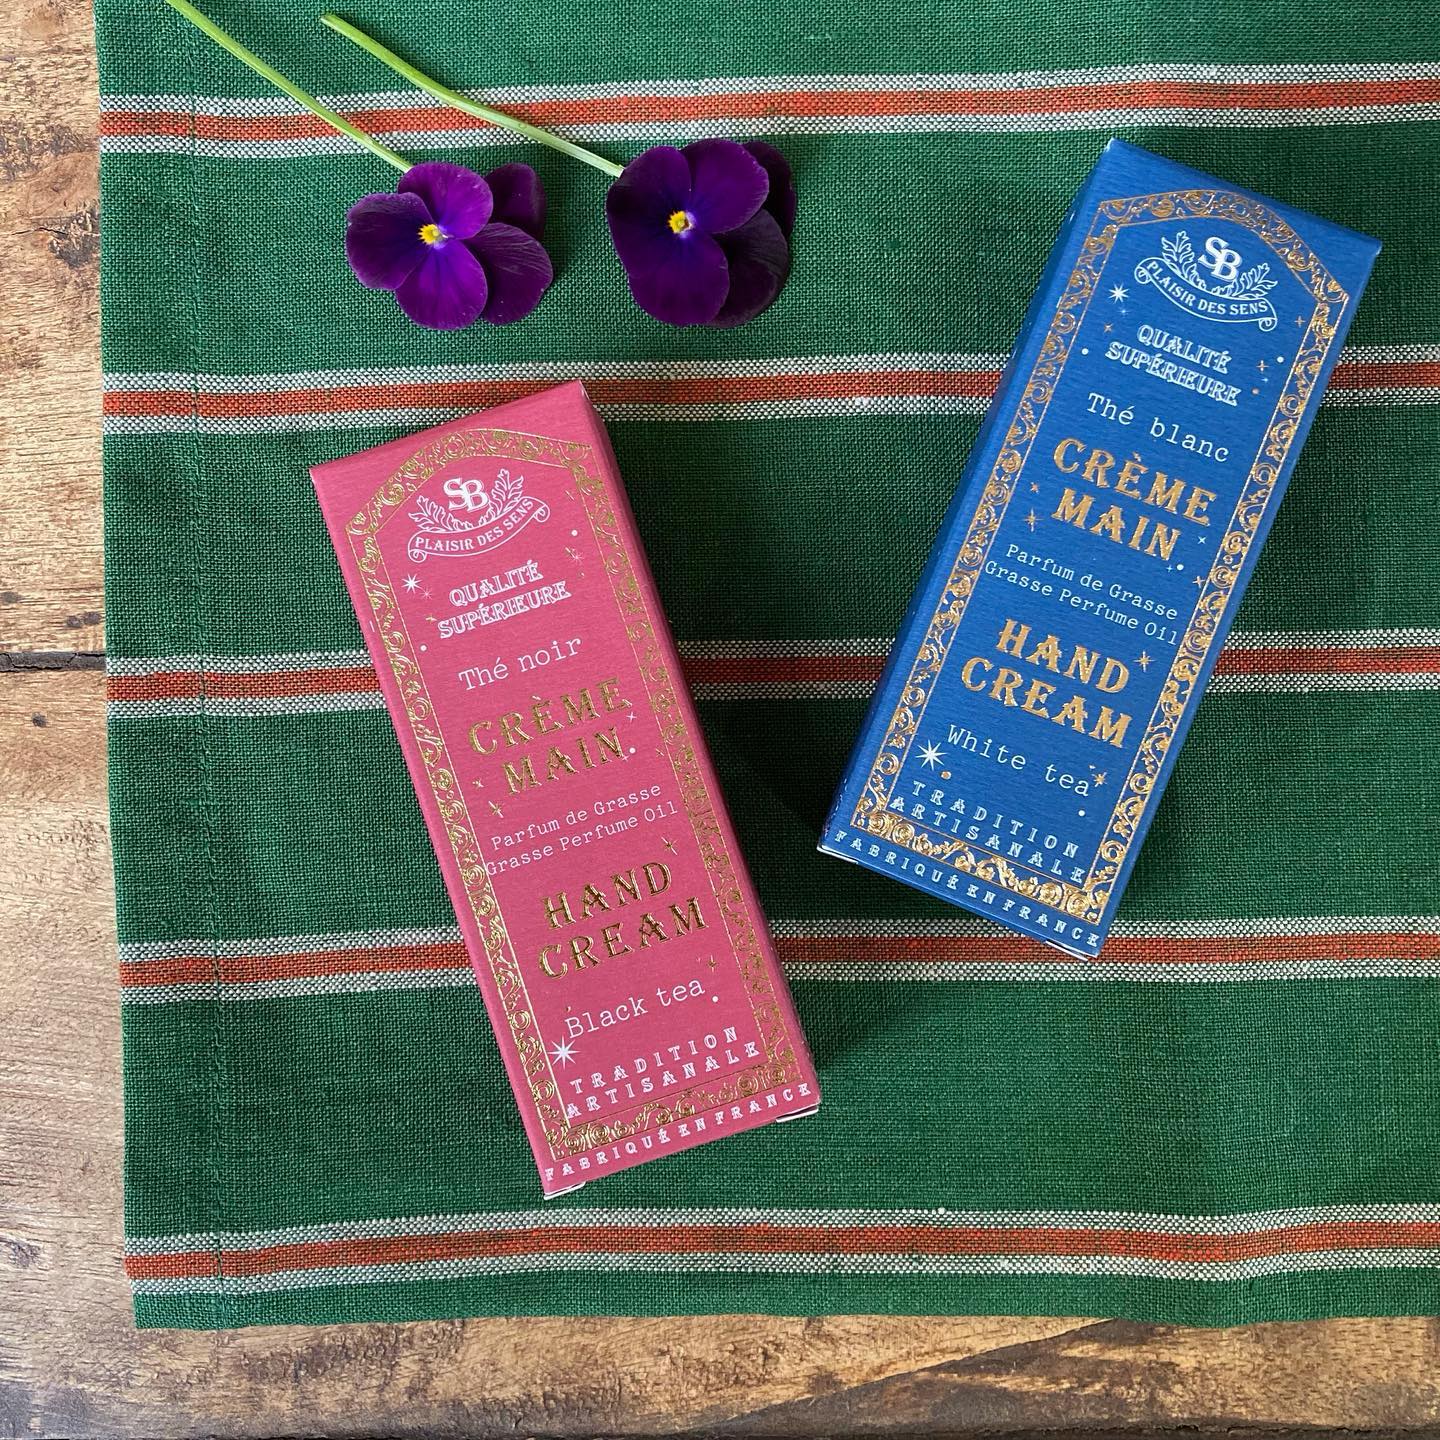 SB
PLAISIR DES SENS
QUALITÉ
SUPÉRIEURE
Thé noir
CRÈME
MAIN
Parfum de Grasse
Grasse Perfume Oil
HAND
CREAM
Black tea
TRADITION
ARTISANALE
FABRIQUÉ EN FRANCE
SB
PLAISIR DES SENS
QUALITÉ
SUPÉRIEURE
Thé blanc
CRÈME
MAIN
Parfum de Grasse
Grasse Perfume Oil
HAND
CREAM
White tea
TRADITION
ARTISANALE
FABRIQUÉ EN FRANCE